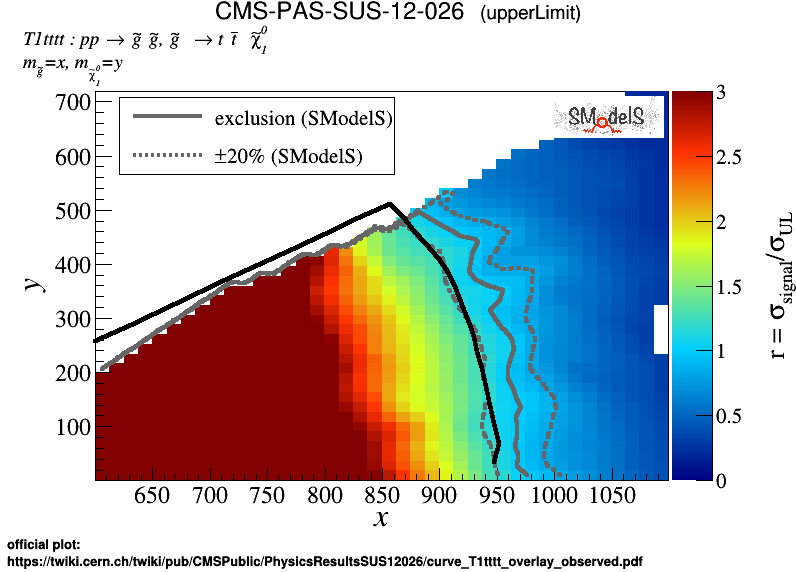 CMS-PAS-SUS-12-026 (upperLimit)
T1tttt : pp → g̃ g̃, g̃ → t t̄ χ̃₁⁰
m_g̃=x, m_χ̃₁⁰=y
exclusion (SModelS)
±20% (SModelS)
SModelS
700
600
500
400
300
200
100
y
650 700 750 800 850 900 950 1000 1050
x
3
2.5
2
1.5
1
0.5
0
r = σ_signal/σ_UL
official plot:
https://twiki.cern.ch/twiki/pub/CMSPublic/PhysicsResultsSUS12026/curve_T1tttt_overlay_observed.pdf